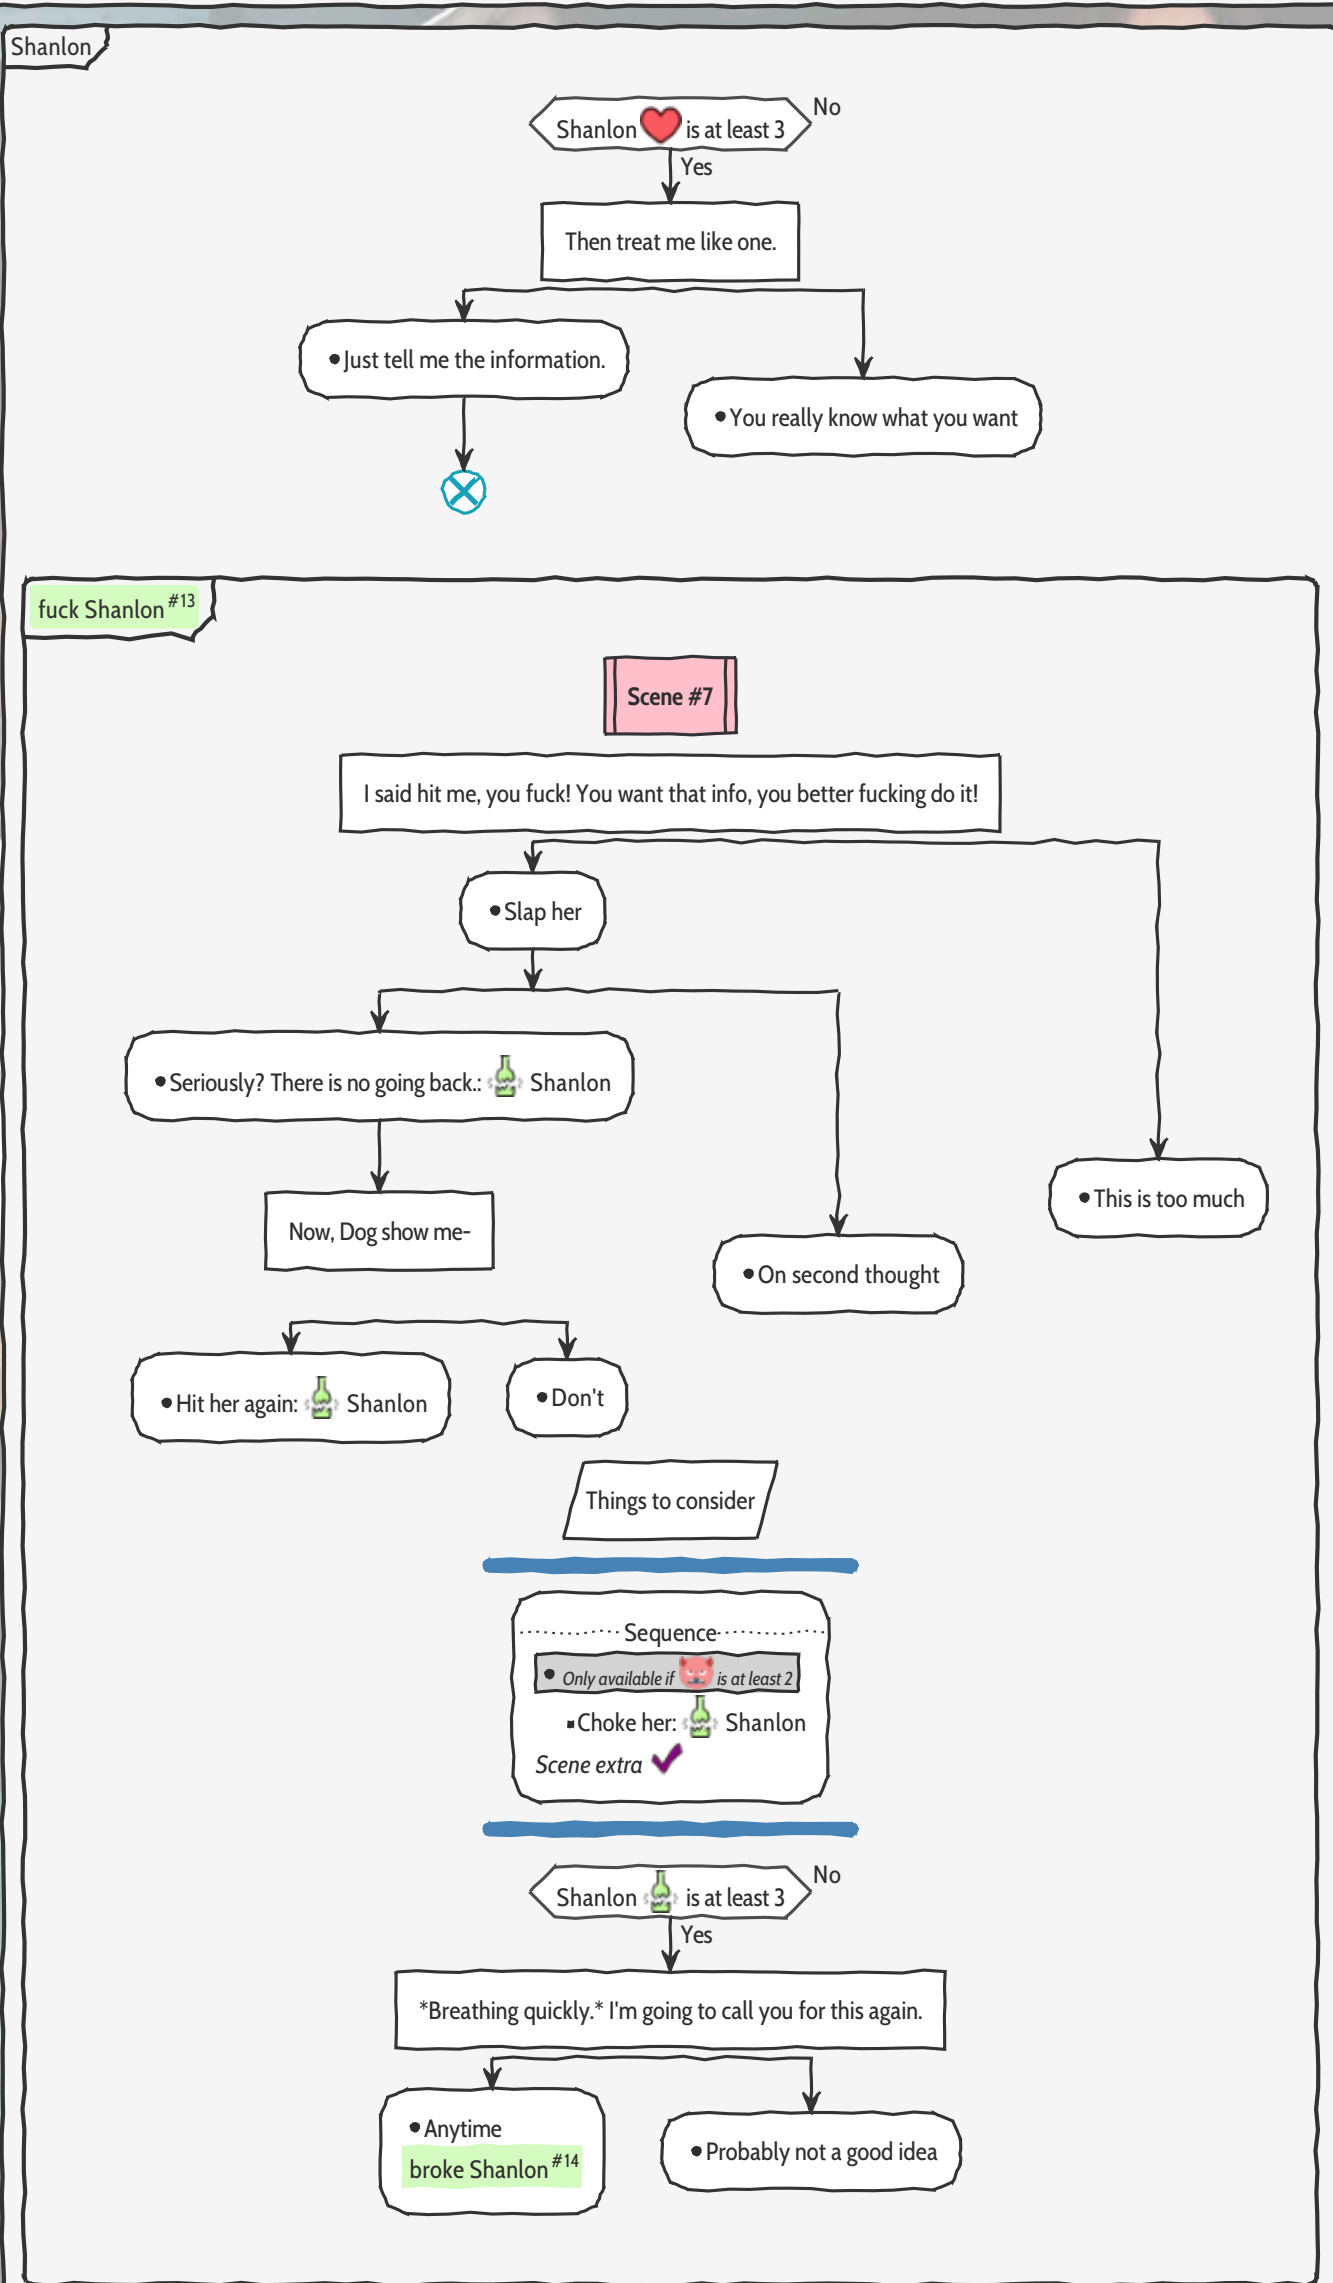 Shanlon
Shanlon is at least 3
No
Yes
Then treat me like one.
•Just tell me the information.
•You really know what you want
fuck Shanlon #13
Scene #7
I said hit me, you fuck! You want that info, you better fucking do it!
•Slap her
•Seriously? There is no going back.: Shanlon
•This is too much
Now, Dog show me-
•On second thought
•Hit her again: Shanlon
•Don't
Things to consider
Sequence
• Only available if is at least 2
▪Choke her: Shanlon
Scene extra
Shanlon is at least 3
No
Yes
*Breathing quickly.* I'm going to call you for this again.
•Anytime
broke Shanlon #14
•Probably not a good idea